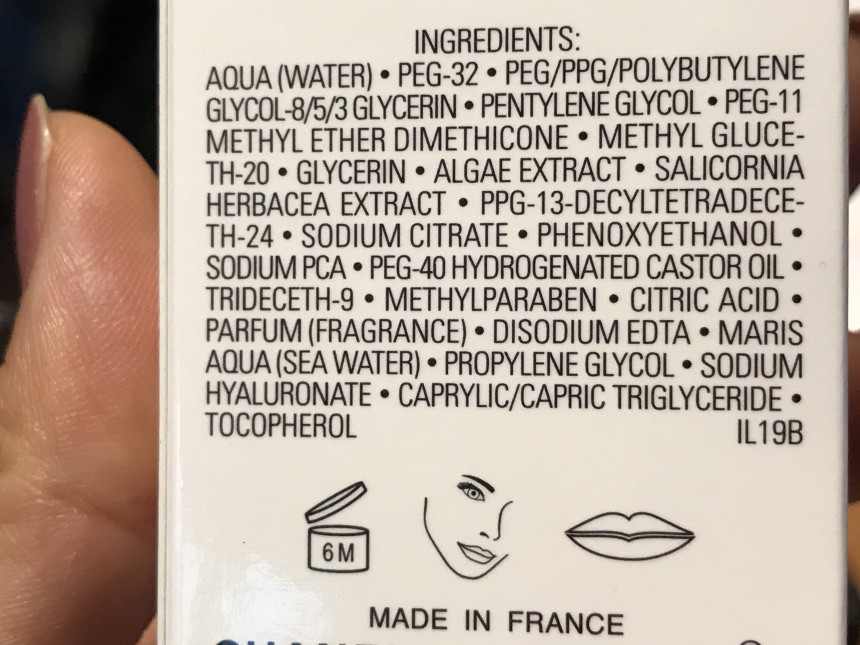 INGREDIENTS:
AQUA (WATER) • PEG-32 • PEG/PPG/POLYBUTYLENE
GLYCOL-8/5/3 GLYCERIN • PENTYLENE GLYCOL • PEG-11
METHYL ETHER DIMETHICONE • METHYL GLUCE-
TH-20 • GLYCERIN • ALGAE EXTRACT • SALICORNIA
HERBACEA EXTRACT • PPG-13-DECYLTETRADECE-
TH-24 • SODIUM CITRATE • PHENOXYETHANOL •
SODIUM PCA • PEG-40 HYDROGENATED CASTOR OIL •
TRIDECETH-9 • METHYLPARABEN • CITRIC ACID •
PARFUM (FRAGRANCE) • DISODIUM EDTA • MARIS
AQUA (SEA WATER) • PROPYLENE GLYCOL • SODIUM
HYALURONATE • CAPRYLIC/CAPRIC TRIGLYCERIDE •
TOCOPHEROL IL19B
6M
MADE IN FRANCE